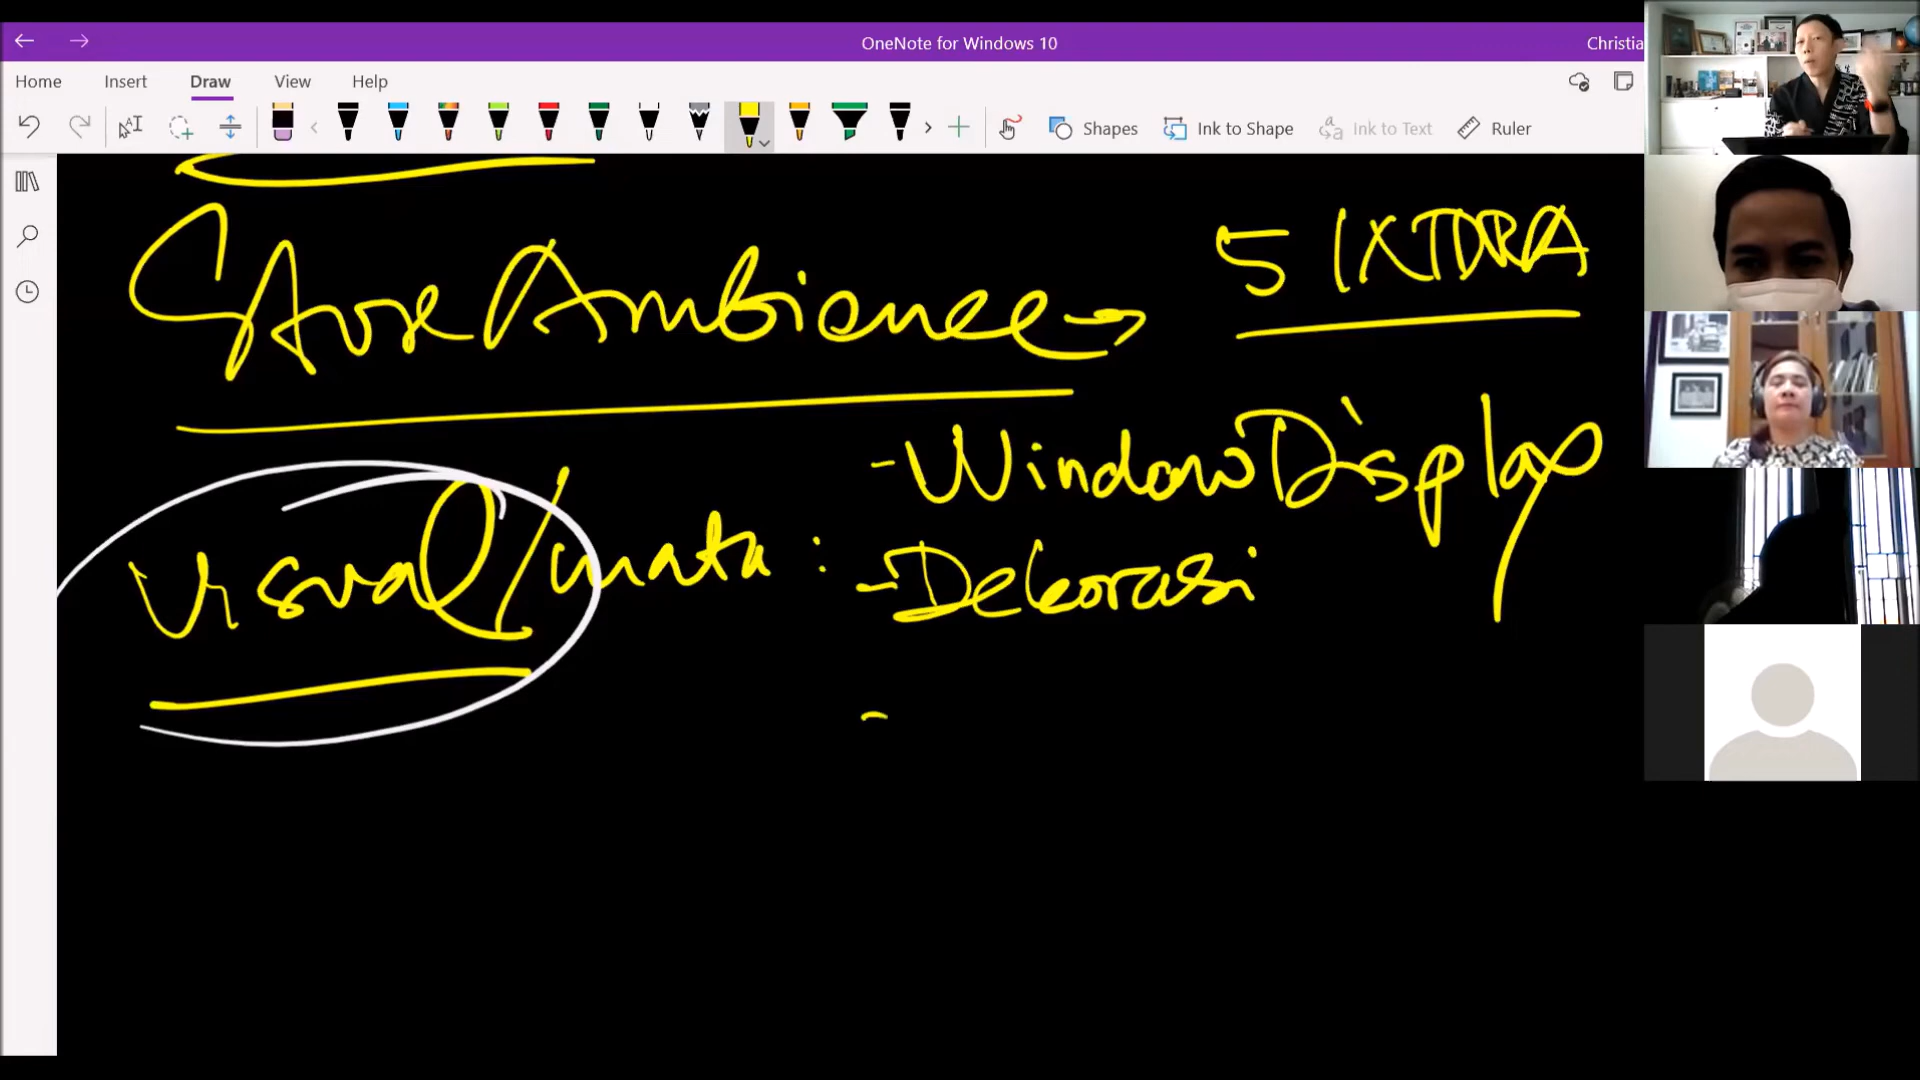 OneNote for Windows 10
Christia
Home Insert Draw View Help
Shapes Ink to Shape Ink to Text Ruler
Store Ambience → 5 INDRA
- Window Display
Visual/mata :
- Dekorasi
-